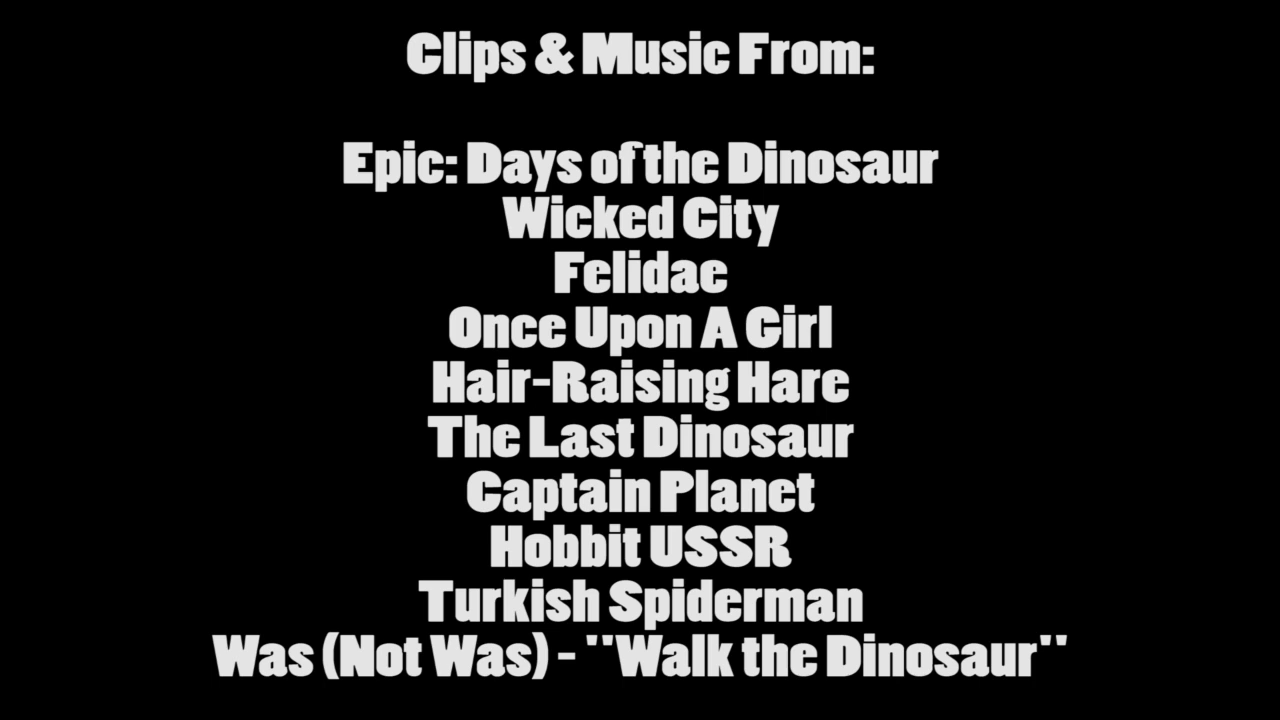 Clips & Music From:
Epic: Days of the Dinosaur
Wicked City
Felidae
Once Upon A Girl
Hair-Raising Hare
The Last Dinosaur
Captain Planet
Hobbit USSR
Turkish Spiderman
Was (Not Was) - "Walk the Dinosaur"